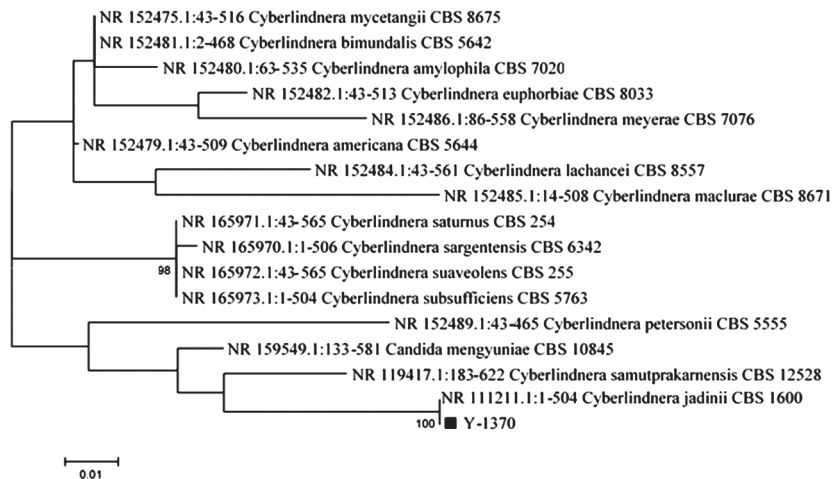 NR 152475.1:43-516 Cyberlindnera mycetangii CBS 8675
NR 152481.1:2-468 Cyberlindnera bimundalis CBS 5642
NR 152480.1:63-535 Cyberlindnera amylophila CBS 7020
NR 152482.1:43-513 Cyberlindnera euphorbiae CBS 8033
NR 152486.1:86-558 Cyberlindnera meyerae CBS 7076
NR 152479.1:43-509 Cyberlindnera americana CBS 5644
NR 152484.1:43-561 Cyberlindnera lachancei CBS 8557
NR 152485.1:14-508 Cyberlindnera maclurae CBS 8671
NR 165971.1:43-565 Cyberlindnera saturnus CBS 254
NR 165970.1:1-506 Cyberlindnera sargentensis CBS 6342
98 NR 165972.1:43-565 Cyberlindnera suaveolens CBS 255
NR 165973.1:1-504 Cyberlindnera subsufficiens CBS 5763
NR 152489.1:43-465 Cyberlindnera petersonii CBS 5555
NR 159549.1:133-581 Candida mengyuniae CBS 10845
NR 119417.1:183-622 Cyberlindnera samutprakarnensis CBS 12528
NR 111211.1:1-504 Cyberlindnera jadinii CBS 1600
100 Y-1370
0.01